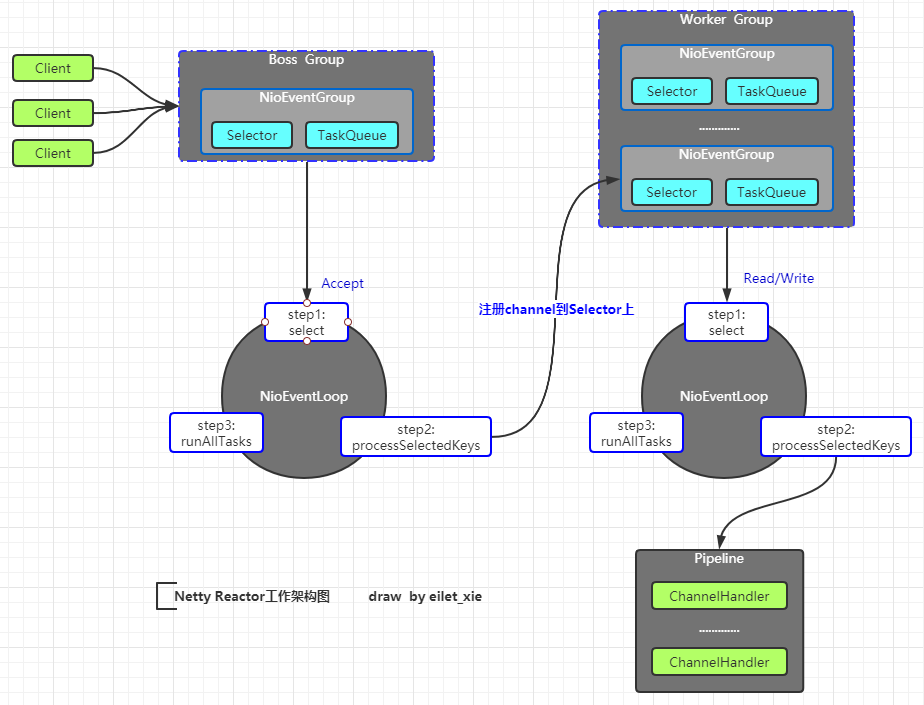 Client
Client
Client
Boss Group
NioEventGroup
Selector
TaskQueue
Accept
step1:
select
NioEventLoop
step2:
processSelectedKeys
step3:
runAllTasks
注册channel到Selector上
Worker Group
NioEventGroup
Selector
TaskQueue
.............
NioEventGroup
Selector
TaskQueue
Read/Write
step1:
select
NioEventLoop
step2:
processSelectedKeys
step3:
runAllTasks
Pipeline
ChannelHandler
.............
ChannelHandler
Netty Reactor工作架构图 draw by eilet_xie